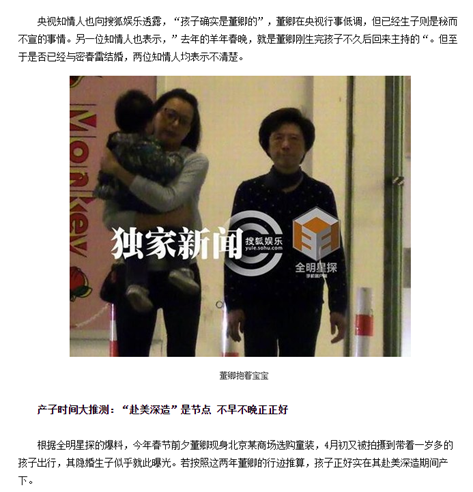 央视知情人也向搜狐娱乐透露，“孩子确实是董卿的”，董卿在央视行事低调，但已经生子则是秘而
不宣的事情。另一位知情人也表示，”去年的羊年春晚，就是董卿刚生完孩子不久后回来主持的“。但至
于是否已经与密春雷结婚，两位知情人均表示不清楚。
Monkey
独家新闻
搜狐娱乐
yule.sohu.com
全明星探
董卿抱着宝宝
产子时间大推测：“赴美深造”是节点 不早不晚正正好
根据全明星探的爆料，今年春节前夕董卿现身北京某商场选购童装，4月初又被拍摄到带着一岁多的
孩子出行，其隐婚生子似乎就此曝光。若按照这两年董卿的行迹推算，孩子正好实在其赴美深造期间产
下。